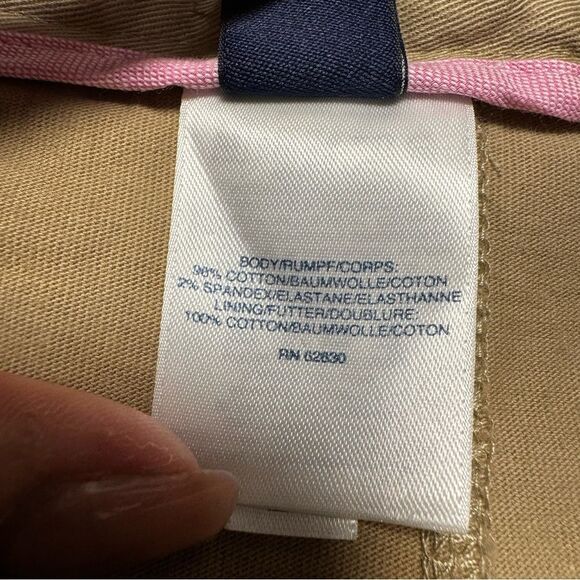 BODY/RUMPF/CORPS:
98% COTTON/BAUMWOLLE/COTON
2% SPANDEX/ELASTANE/ELASTHANNE
LINING/FUTTER/DOUBLURE:
100% COTTON/BAUMWOLLE/COTON
RN 62830